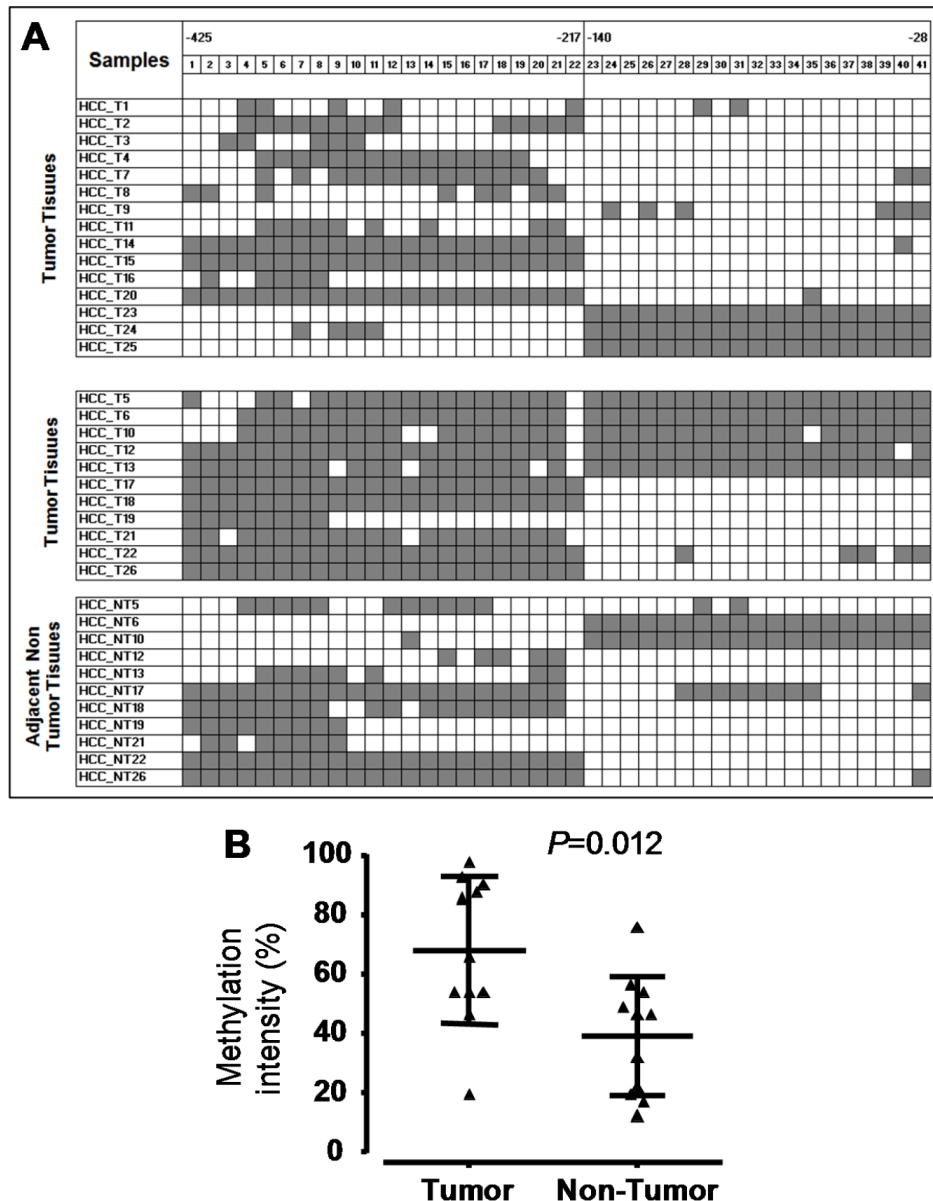 A
Samples
-425 -217 -140 -28
1 2 3 4 5 6 7 8 9 10 11 12 13 14 15 16 17 18 19 20 21 22 23 24 25 26 27 28 29 30 31 32 33 34 35 36 37 38 39 40 41
Tumor Tisuues
HCC_T1
HCC_T2
HCC_T3
HCC_T4
HCC_T7
HCC_T8
HCC_T9
HCC_T11
HCC_T14
HCC_T15
HCC_T16
HCC_T20
HCC_T23
HCC_T24
HCC_T25
Tumor Tisuues
HCC_T5
HCC_T6
HCC_T10
HCC_T12
HCC_T13
HCC_T17
HCC_T18
HCC_T19
HCC_T21
HCC_T22
HCC_T26
Adjacent Non
Tumor Tisuues
HCC_NT5
HCC_NT6
HCC_NT10
HCC_NT12
HCC_NT13
HCC_NT17
HCC_NT18
HCC_NT19
HCC_NT21
HCC_NT22
HCC_NT26
B
P=0.012
Methylation
intensity (%)
100
80
60
40
20
0
Tumor Non-Tumor